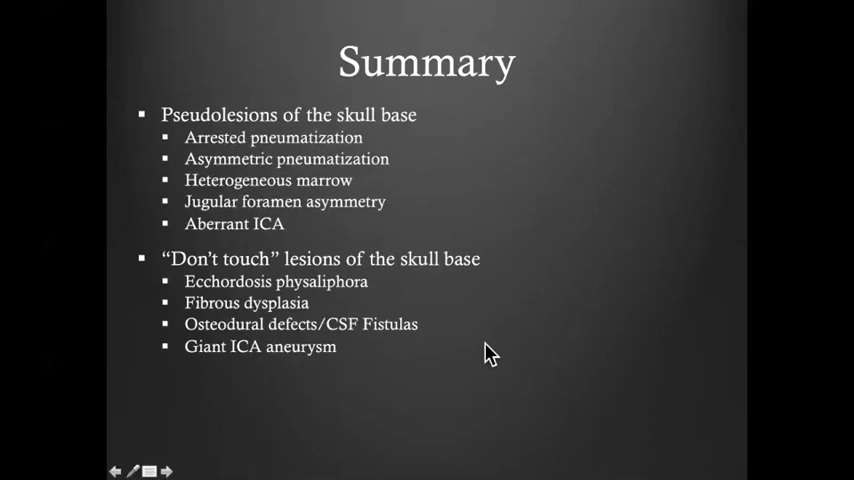 Summary
Pseudolesions of the skull base
Arrested pneumatization
Asymmetric pneumatization
Heterogeneous marrow
Jugular foramen asymmetry
Aberrant ICA
“Don’t touch” lesions of the skull base
Ecchordosis physaliphora
Fibrous dysplasia
Osteodural defects/CSF Fistulas
Giant ICA aneurysm